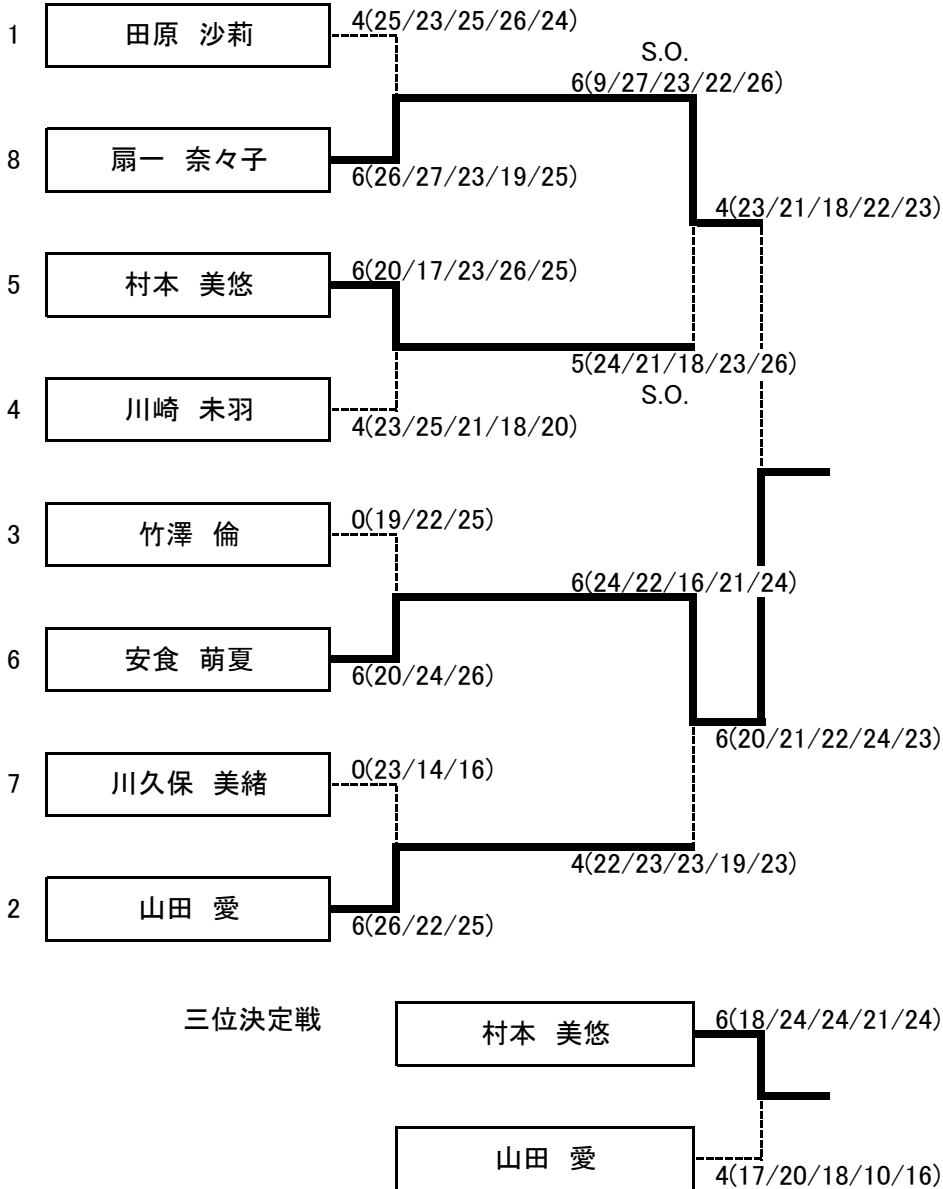 4(25/23/25/26/24)
1 田原 沙莉
S.O.
6(9/27/23/22/26)
8 扇一 奈々子
6(26/27/23/19/25)
4(23/21/18/22/23)
6(20/17/23/26/25)
5 村本 美悠
5(24/21/18/23/26)
S.O.
4 川崎 未羽
4(23/25/21/18/20)
0(19/22/25)
3 竹澤 倫
6(24/22/16/21/24)
6 安食 萌夏
6(20/24/26)
6(20/21/22/24/23)
0(23/14/16)
7 川久保 美緒
4(22/23/23/19/23)
2 山田 愛
6(26/22/25)
三位決定戦
村本 美悠
6(18/24/24/21/24)
山田 愛
4(17/20/18/10/16)